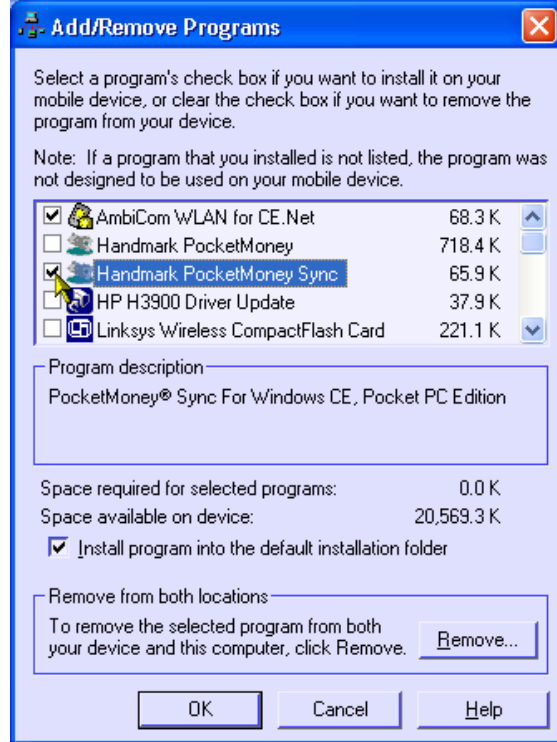 Add/Remove Programs
Select a program's check box if you want to install it on your
mobile device, or clear the check box if you want to remove the
program from your device.
Note:  If a program that you installed is not listed, the program was
not designed to be used on your mobile device.
AmbiCom WLAN for CE.Net 68.3 K
Handmark PocketMoney 718.4 K
Handmark PocketMoney Sync 65.9 K
HP H3900 Driver Update 37.9 K
Linksys Wireless CompactFlash Card 221.1 K
Program description
PocketMoney® Sync For Windows CE, Pocket PC Edition
Space required for selected programs: 0.0 K
Space available on device: 20,569.3 K
Install program into the default installation folder
Remove from both locations
To remove the selected program from both
your device and this computer, click Remove.
Remove...
OK Cancel Help